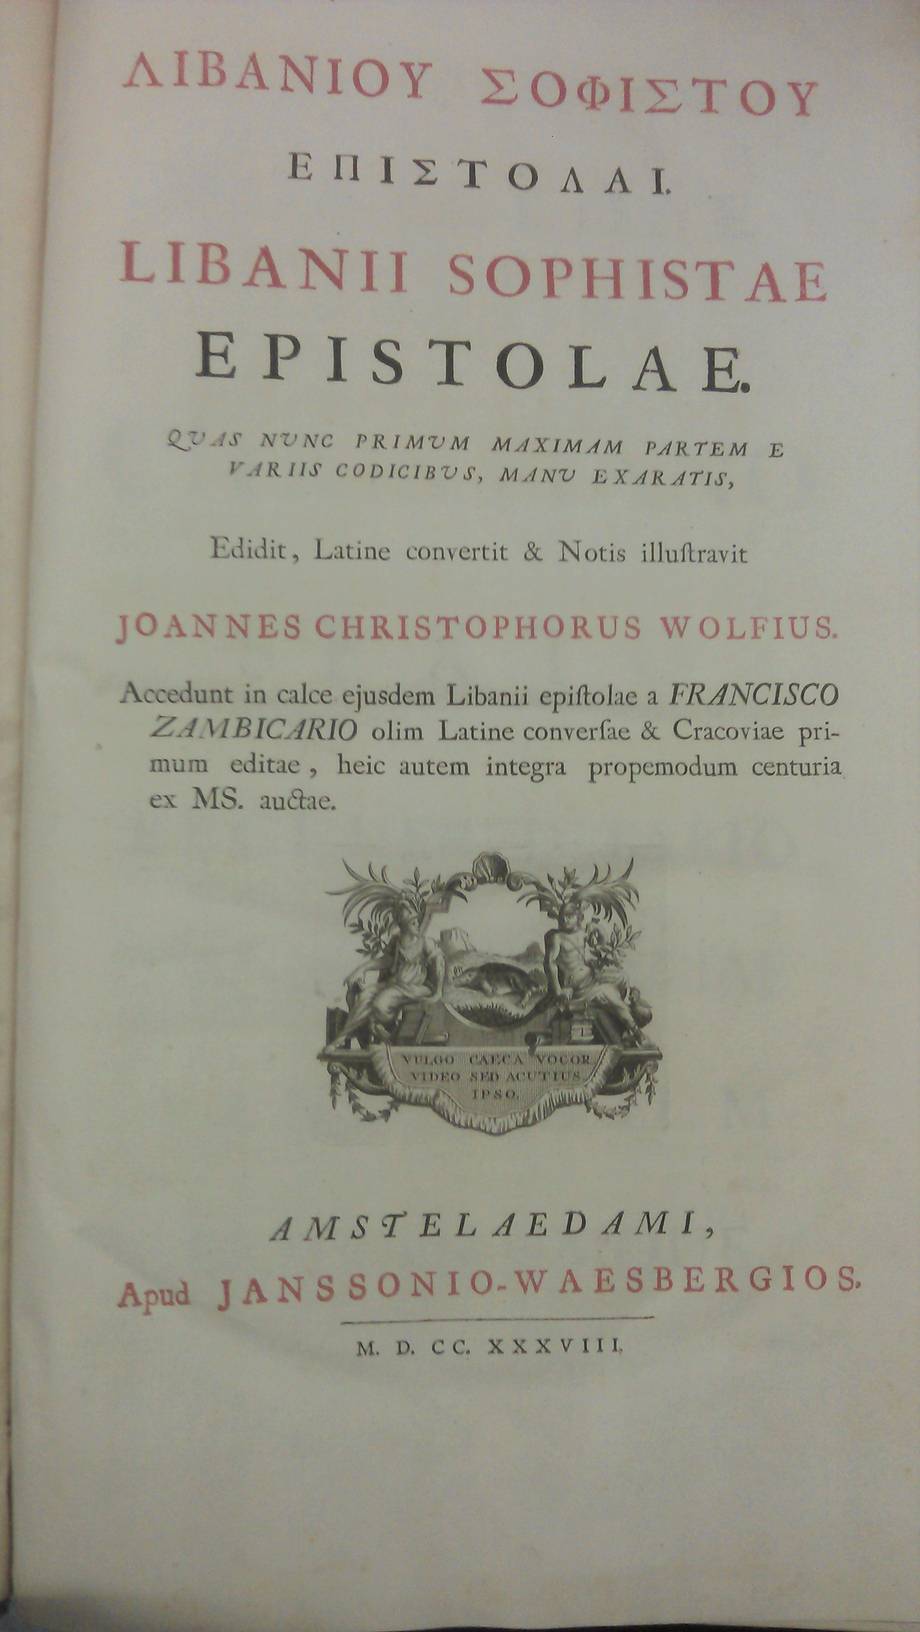 ΛΙΒΑΝΙΟΥ ΣΟΦΙΣΤΟΥ
ΕΠΙΣΤΟΛΑΙ.
LIBANII SOPHISTAE
EPISTOLAE.
QVAS NVNC PRIMVM MAXIMAM PARTEM E
VARIIS CODICIBVS, MANV EXARATIS,
Edidit, Latine convertit & Notis illuſtravit
JOANNES CHRISTOPHORUS WOLFIUS.
Accedunt in calce ejusdem Libanii epiſtolae a FRANCISCO
ZAMBICARIO olim Latine converſae & Cracoviae pri-
mum editae, heic autem integra propemodum centuria
ex MS. auctae.
VULGO CAECA VOCOR
VIDEO SED ACUTIUS
IPSO.
AMSTELAEDAMI,
Apud JANSSONIO-WAESBERGIOS.
M. D. CC. XXXVIII.